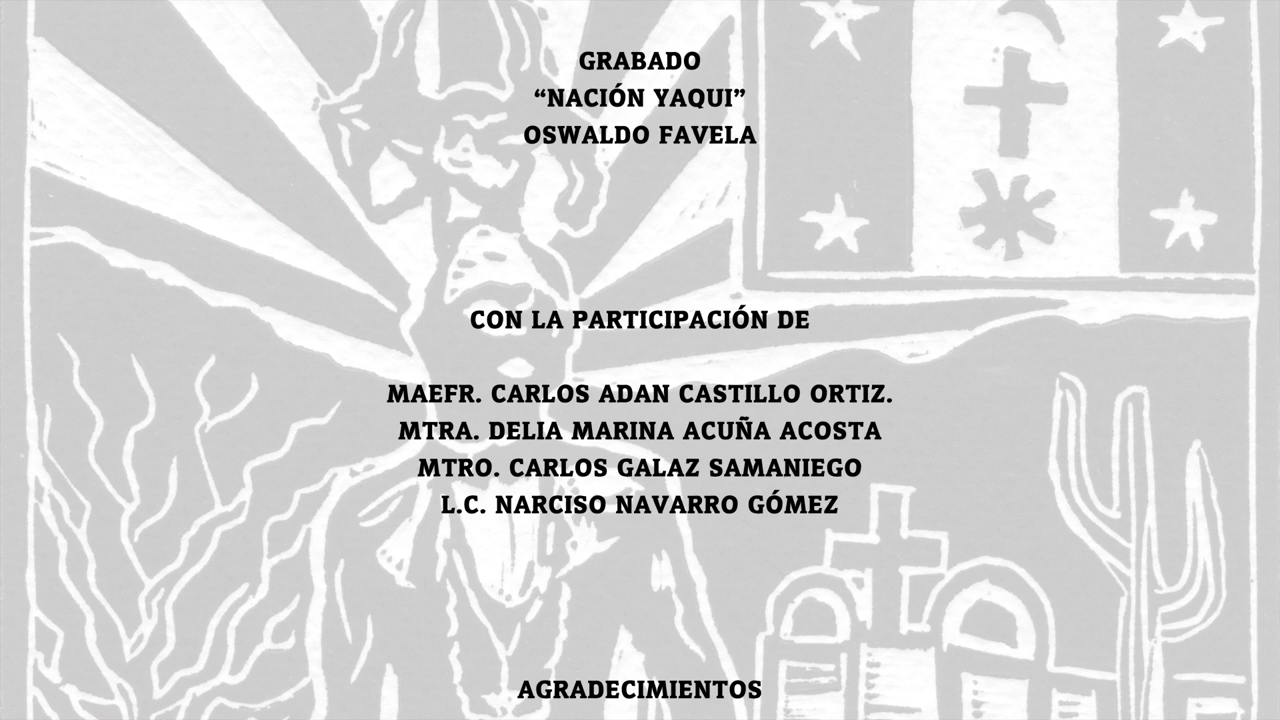 GRABADO
“NACIÓN YAQUI”
OSWALDO FAVELA
CON LA PARTICIPACIÓN DE
MAEFR. CARLOS ADAN CASTILLO ORTIZ.
MTRA. DELIA MARINA ACUÑA ACOSTA
MTRO. CARLOS GALAZ SAMANIEGO
L.C. NARCISO NAVARRO GÓMEZ
AGRADECIMIENTOS